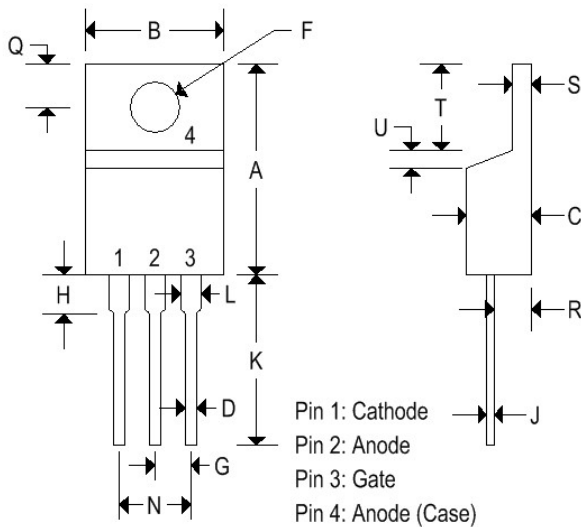 B
F
Q
S
T
4
U
A
C
1 2 3
H
L
R
K
D
J
G
N
Pin 1: Cathode
Pin 2: Anode
Pin 3: Gate
Pin 4: Anode (Case)